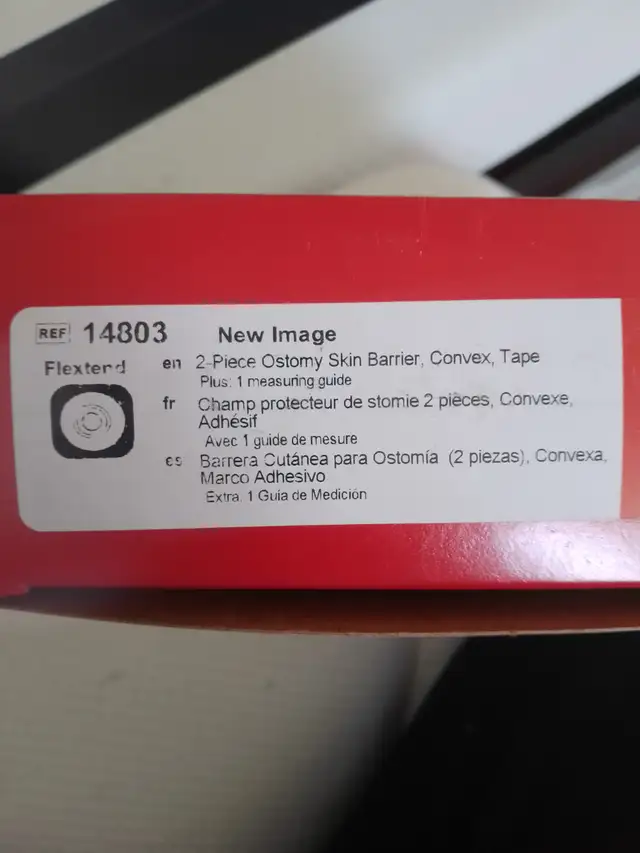 REF 14803 New Image
Flextend
en 2-Piece Ostomy Skin Barrier, Convex, Tape
Plus: 1 measuring guide
fr Champ protecteur de stomie 2 pièces, Convexe,
Adhésif
Avec 1 guide de mesure
es Barrera Cutánea para Ostomía (2 piezas), Convexa,
Marco Adhesivo
Extra: 1 Guía de Medición